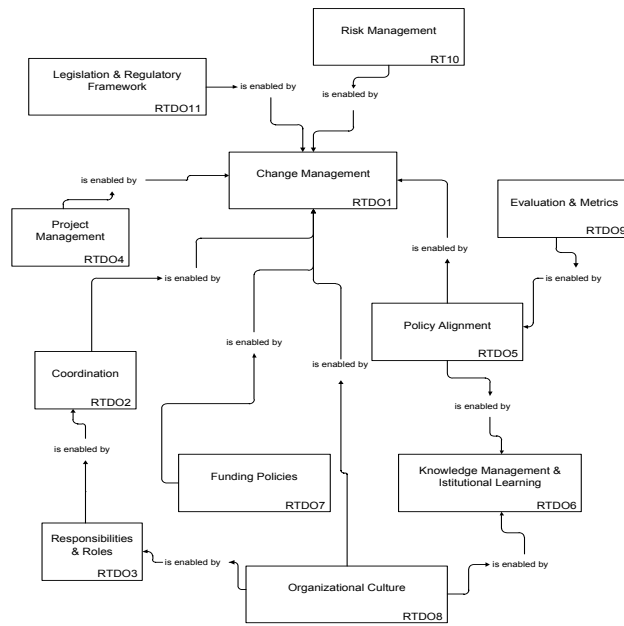 Risk Management
RT10
Legislation & Regulatory
Framework
RTDO11
is enabled by
is enabled by
Change Management
RTDO1
is enabled by
Evaluation & Metrics
RTDO9
Project
Management
RTDO4
is enabled by
is enabled by
is enabled by
Policy Alignment
RTDO5
is enabled by
is enabled by
Coordination
RTDO2
is enabled by
is enabled by
Funding Policies
RTDO7
Knowledge Management &
Istitutional Learning
RTDO6
Responsibilities
& Roles
RTDO3
is enabled by
is enabled by
Organizational Culture
RTDO8